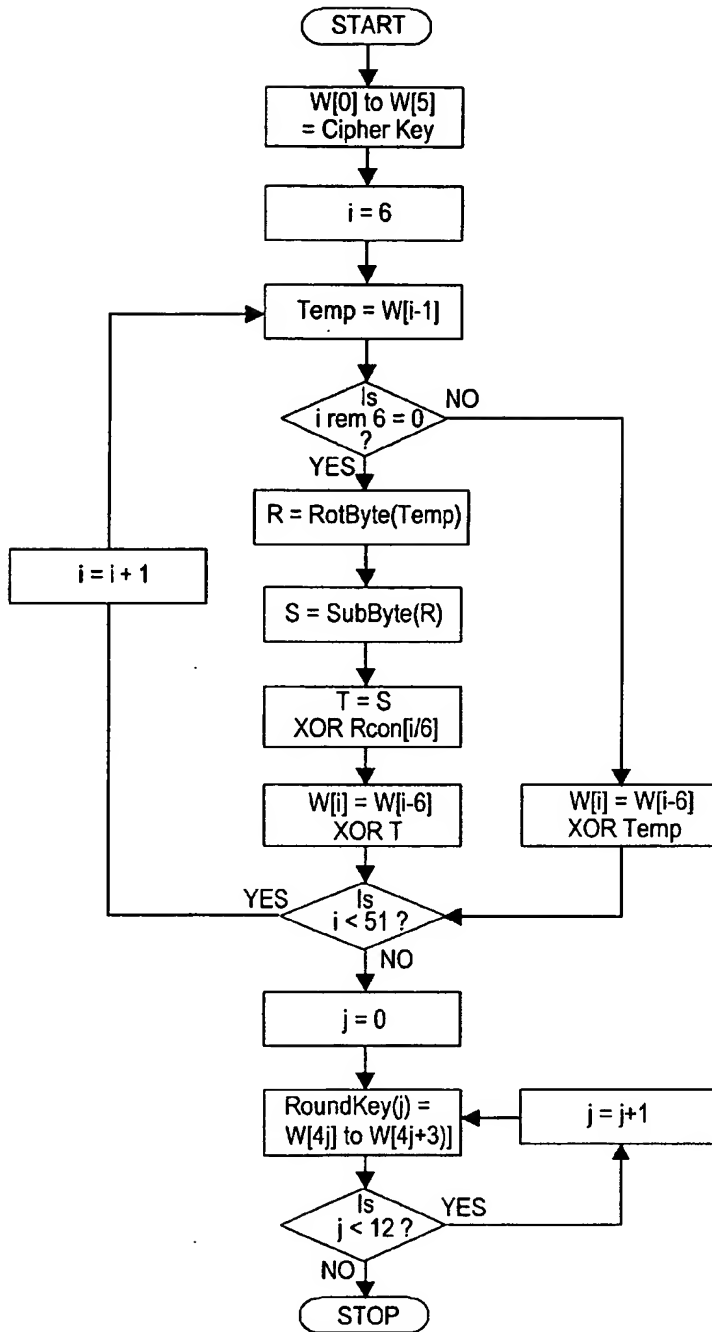 START
W[0] to W[5]
= Cipher Key
i = 6
Temp = W[i-1]
Is
i rem 6 = 0
?
NO
YES
R = RotByte(Temp)
i = i + 1
S = SubByte(R)
T = S
XOR Rcon[i/6]
W[i] = W[i-6]
XOR T
W[i] = W[i-6]
XOR Temp
YES
Is
i < 51 ?
NO
j = 0
RoundKey(j) =
W[4j] to W[4j+3)]
j = j+1
Is
j < 12 ?
YES
NO
STOP